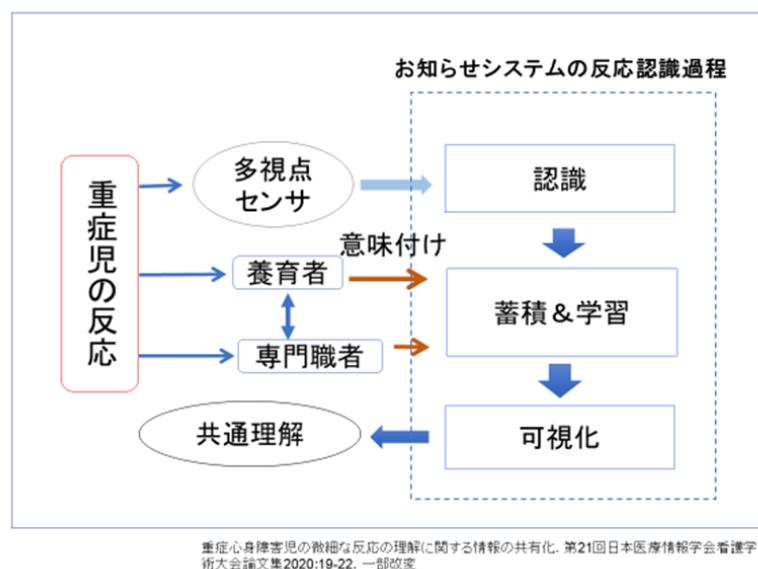 お知らせシステムの反応認識過程
重症児の反応
多視点
センサ
認識
意味付け
養育者
蓄積＆学習
専門職者
共通理解
可視化
重症心身障害児の微細な反応の理解に関する情報の共有化. 第21回日本医療情報学会看護学
術大会論文集2020:19-22. 一部改変